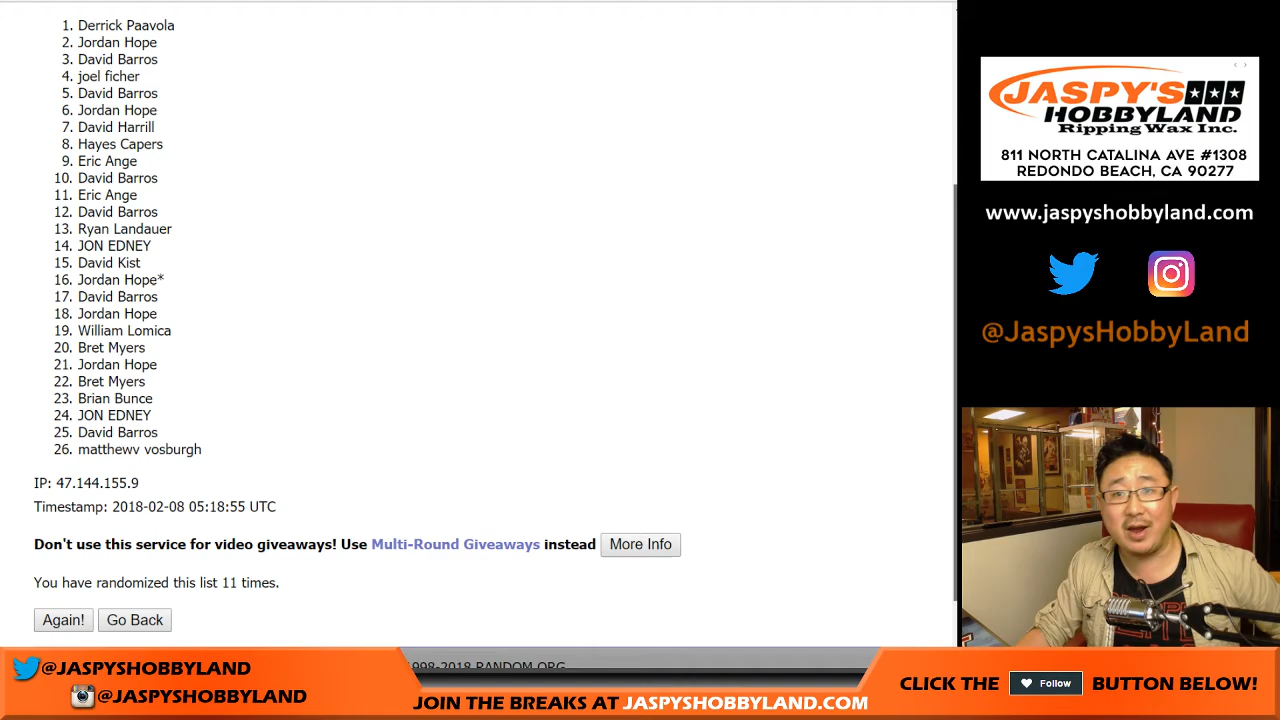 1. Derrick Paavola
2. Jordan Hope
3. David Barros
4. joel ficher
5. David Barros
6. Jordan Hope
7. David Harrill
8. Hayes Capers
9. Eric Ange
10. David Barros
11. Eric Ange
12. David Barros
13. Ryan Landauer
14. JON EDNEY
15. David Kist
16. Jordan Hope*
17. David Barros
18. Jordan Hope
19. William Lomica
20. Bret Myers
21. Jordan Hope
22. Bret Myers
23. Brian Bunce
24. JON EDNEY
25. David Barros
26. matthewv vosburgh
IP: 47.144.155.9
Timestamp: 2018-02-08 05:18:55 UTC
Don't use this service for video giveaways! Use Multi-Round Giveaways instead More Info
You have randomized this list 11 times.
Again! Go Back
1998-2018 RANDOM.ORG
JASPY'S
HOBBYLAND
Ripping Wax Inc.
811 NORTH CATALINA AVE #1308
REDONDO BEACH, CA 90277
www.jaspyshobbyland.com
@JaspysHobbyLand
@JASPYSHOBBYLAND
@JASPYSHOBBYLAND
JOIN THE BREAKS AT JASPYSHOBBYLAND.COM
CLICK THE Follow BUTTON BELOW!